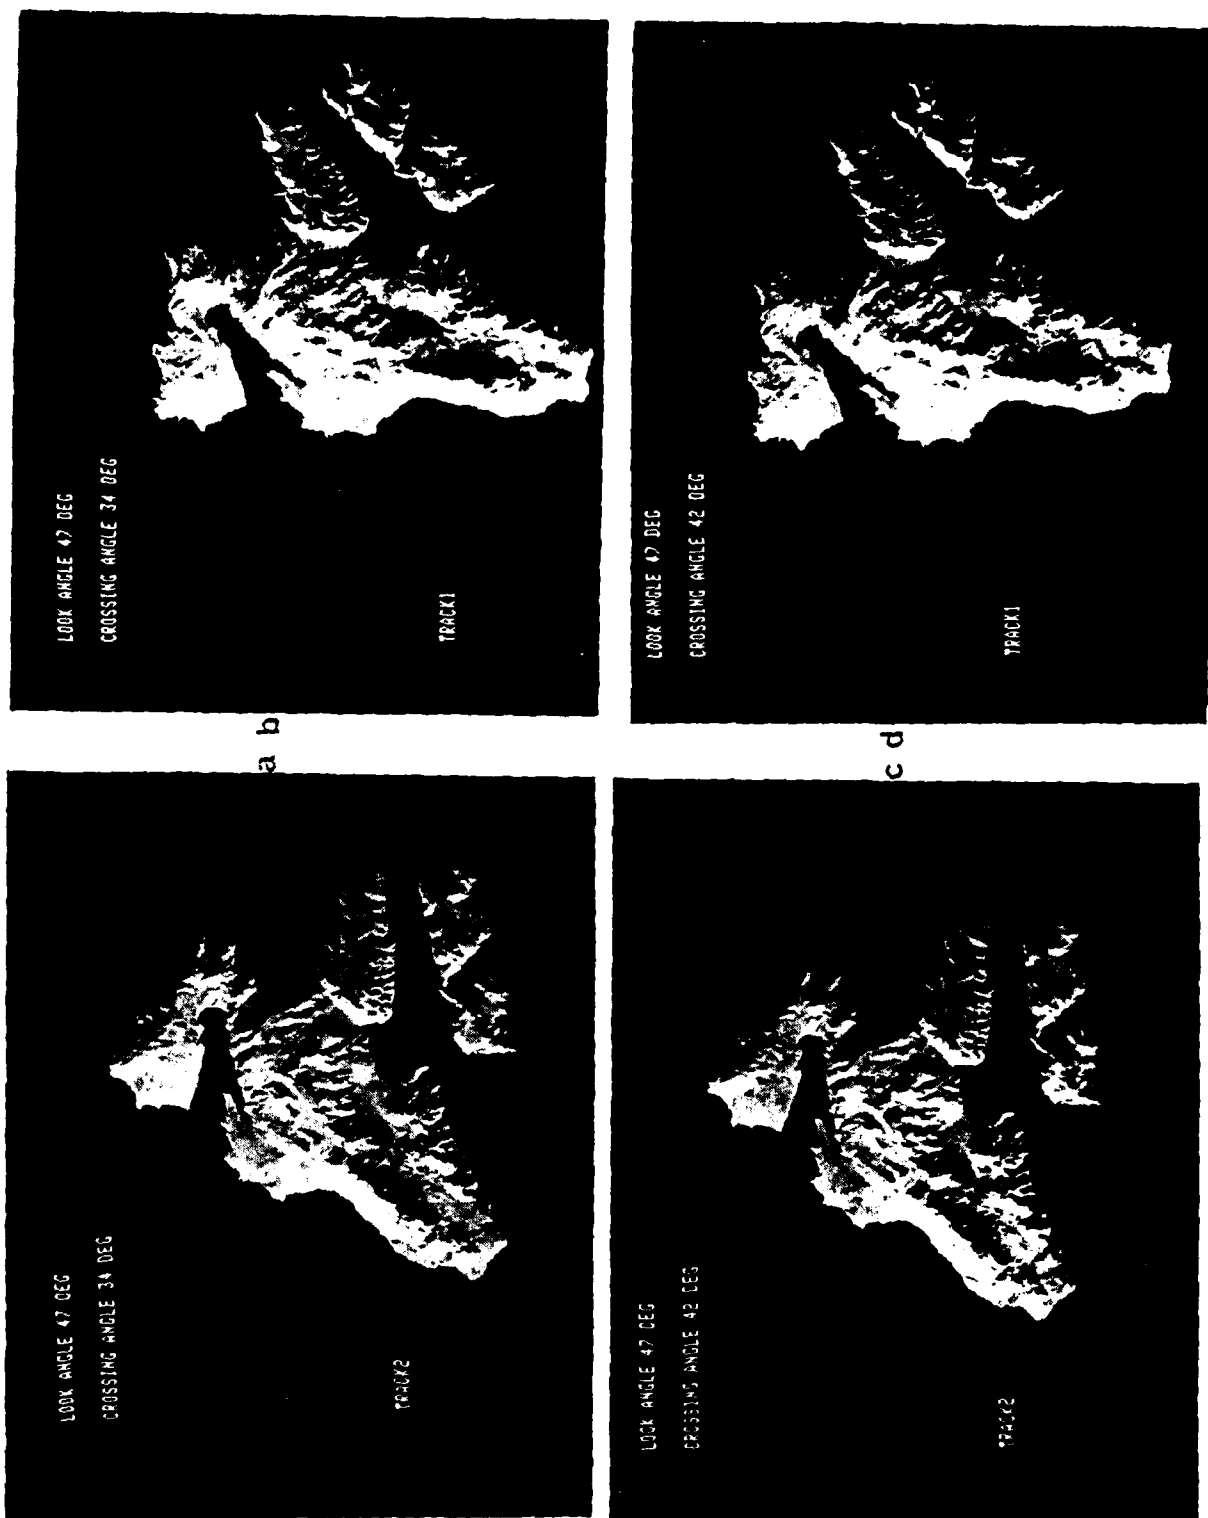 LOOK ANGLE 47 DEG
CROSSING ANGLE 34 DEG
TRACK2
LOOK ANGLE 47 DEG
CROSSING ANGLE 34 DEG
TRACK1
a b
LOOK ANGLE 47 DEG
CROSSING ANGLE 42 DEG
TRACK2
LOOK ANGLE 47 DEG
CROSSING ANGLE 42 DEG
TRACK1
c d